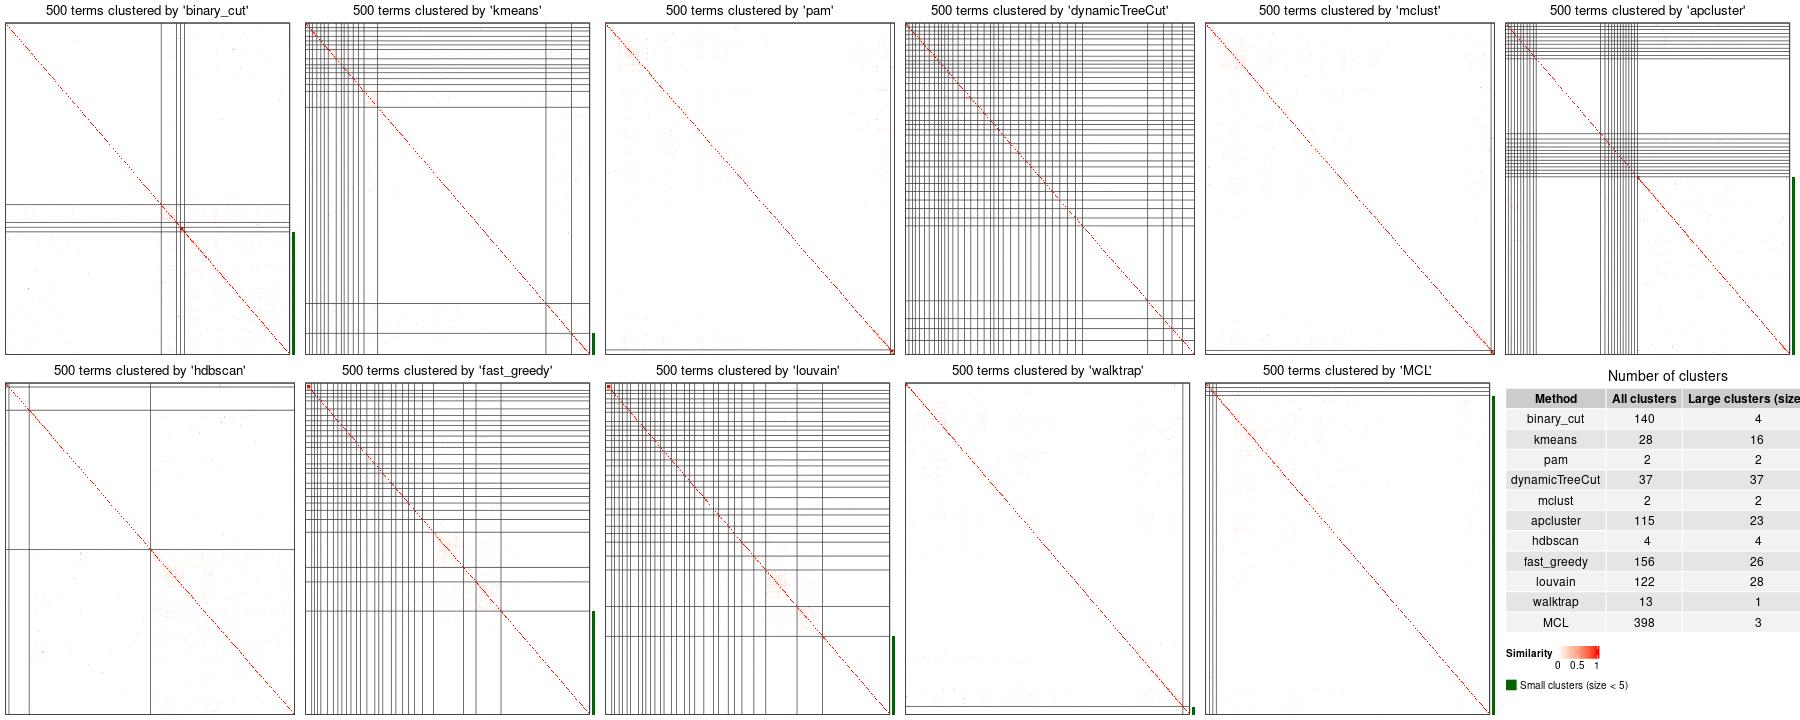 500 terms clustered by 'binary_cut'
500 terms clustered by 'kmeans'
500 terms clustered by 'pam'
500 terms clustered by 'dynamicTreeCut'
500 terms clustered by 'mclust'
500 terms clustered by 'apcluster'
500 terms clustered by 'hdbscan'
500 terms clustered by 'fast_greedy'
500 terms clustered by 'louvain'
500 terms clustered by 'walktrap'
500 terms clustered by 'MCL'
Number of clusters
Method All clusters Large clusters (size
binary_cut 140 4
kmeans 28 16
pam 2 2
dynamicTreeCut 37 37
mclust 2 2
apcluster 115 23
hdbscan 4 4
fast_greedy 156 26
louvain 122 28
walktrap 13 1
MCL 398 3
Similarity
0 0.5 1
Small clusters (size < 5)